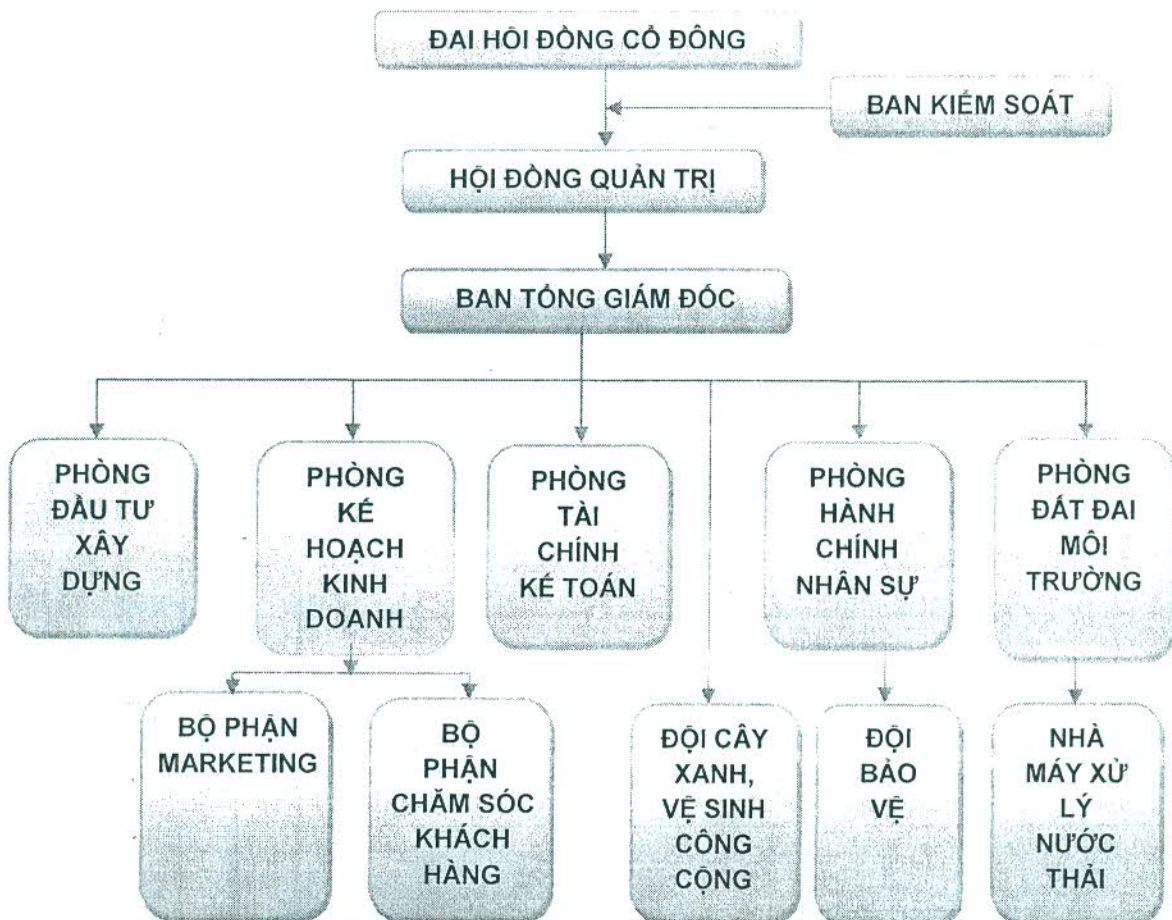 ĐAI HÔI ĐỒNG CỔ ĐÔNG
BAN KIỂM SOÁT
HỘI ĐỒNG QUẢN TRỊ
BAN TỔNG GIÁM ĐỐC
PHÒNG
ĐẦU TƯ
XÂY
DỰNG
PHÒNG
KẾ
HOẠCH
KINH
DOANH
PHÒNG
TÀI
CHÍNH
KẾ TOÁN
PHÒNG
HÀNH
CHÍNH
NHÂN SỰ
PHÒNG
ĐẤT ĐAI
MÔI
TRƯỜNG
BỘ PHẬN
MARKETING
BỘ
PHẬN
CHĂM SÓC
KHÁCH
HÀNG
ĐỘI CÂY
XANH,
VỆ SINH
CÔNG
CỘNG
ĐỘI
BẢO
VỆ
NHÀ
MÁY XỬ
LÝ
NƯỚC
THẢI